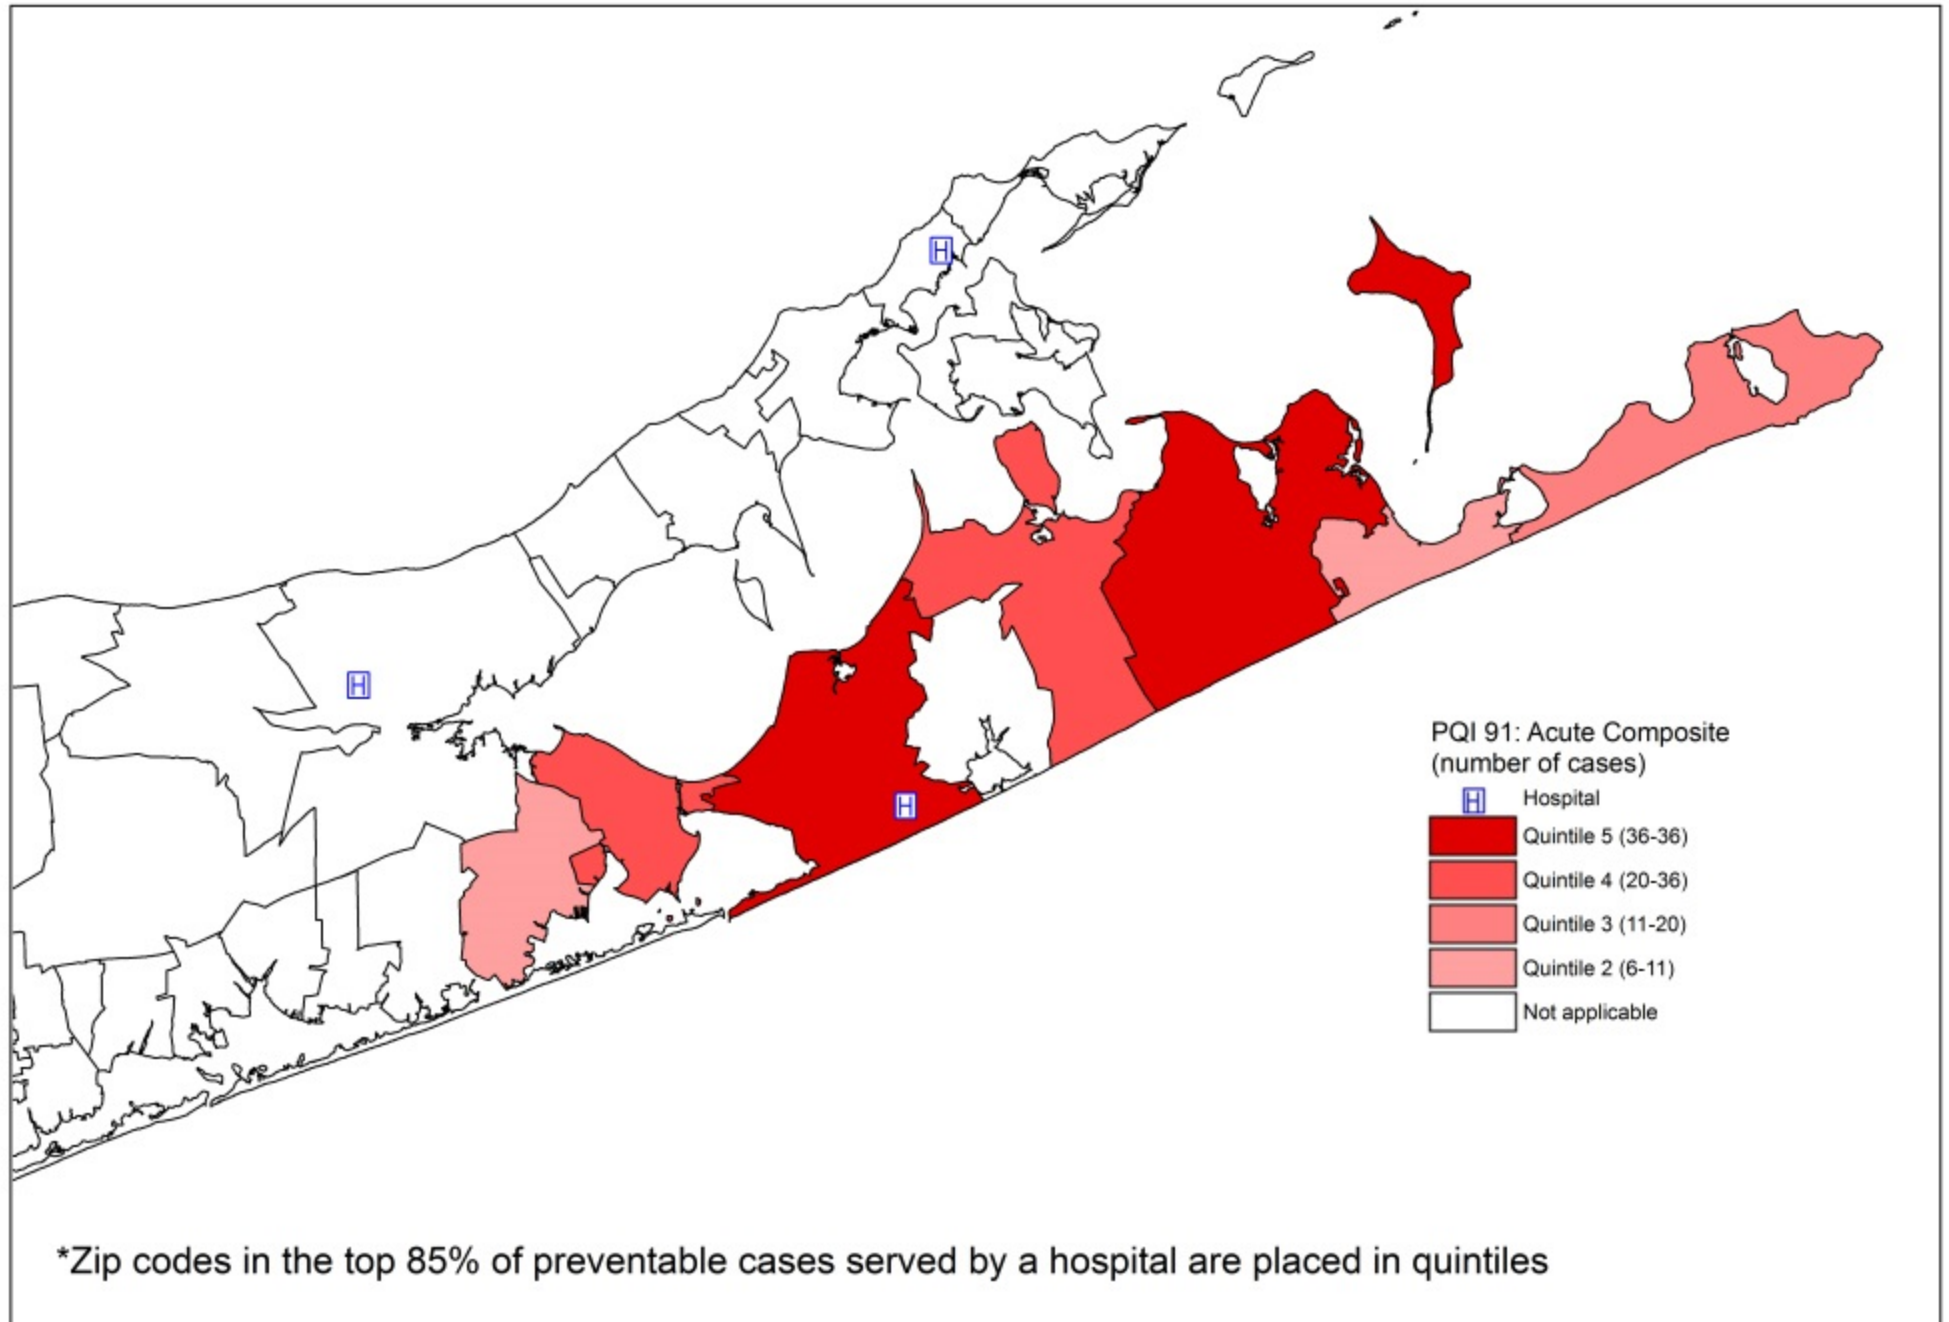 H
H
H
PQI 91: Acute Composite
(number of cases)
H Hospital
Quintile 5 (36-36)
Quintile 4 (20-36)
Quintile 3 (11-20)
Quintile 2 (6-11)
Not applicable
*Zip codes in the top 85% of preventable cases served by a hospital are placed in quintiles